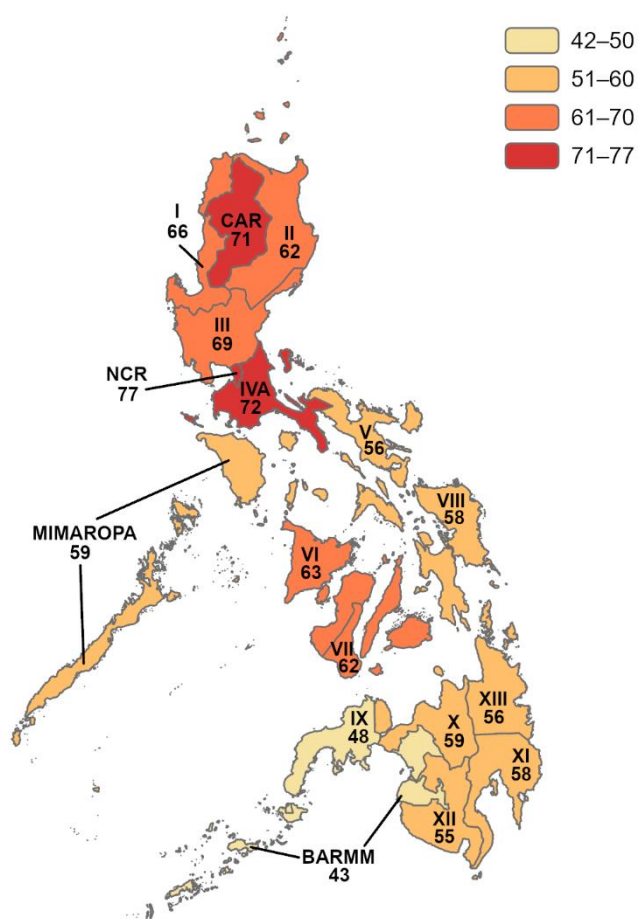 42–50
51–60
61–70
71–77
I
66
CAR
71
II
62
III
69
NCR
77
IVA
72
V
56
MIMAROPA
59
VIII
58
VI
63
VII
62
IX
48
X
59
XIII
56
XI
58
XII
55
BARMM
43